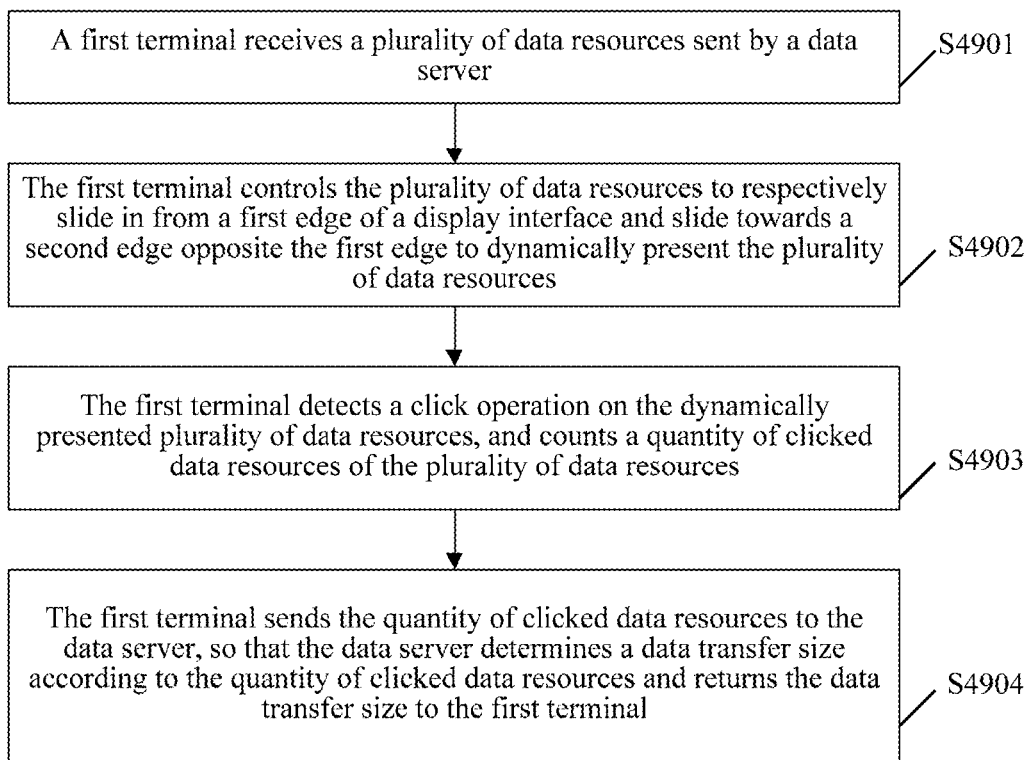 A first terminal receives a plurality of data resources sent by a data
server
S4901
The first terminal controls the plurality of data resources to respectively
slide in from a first edge of a display interface and slide towards a
second edge opposite the first edge to dynamically present the plurality
of data resources
S4902
The first terminal detects a click operation on the dynamically
presented plurality of data resources, and counts a quantity of clicked
data resources of the plurality of data resources
S4903
The first terminal sends the quantity of clicked data resources to the
data server, so that the data server determines a data transfer size
according to the quantity of clicked data resources and returns the data
transfer size to the first terminal
S4904